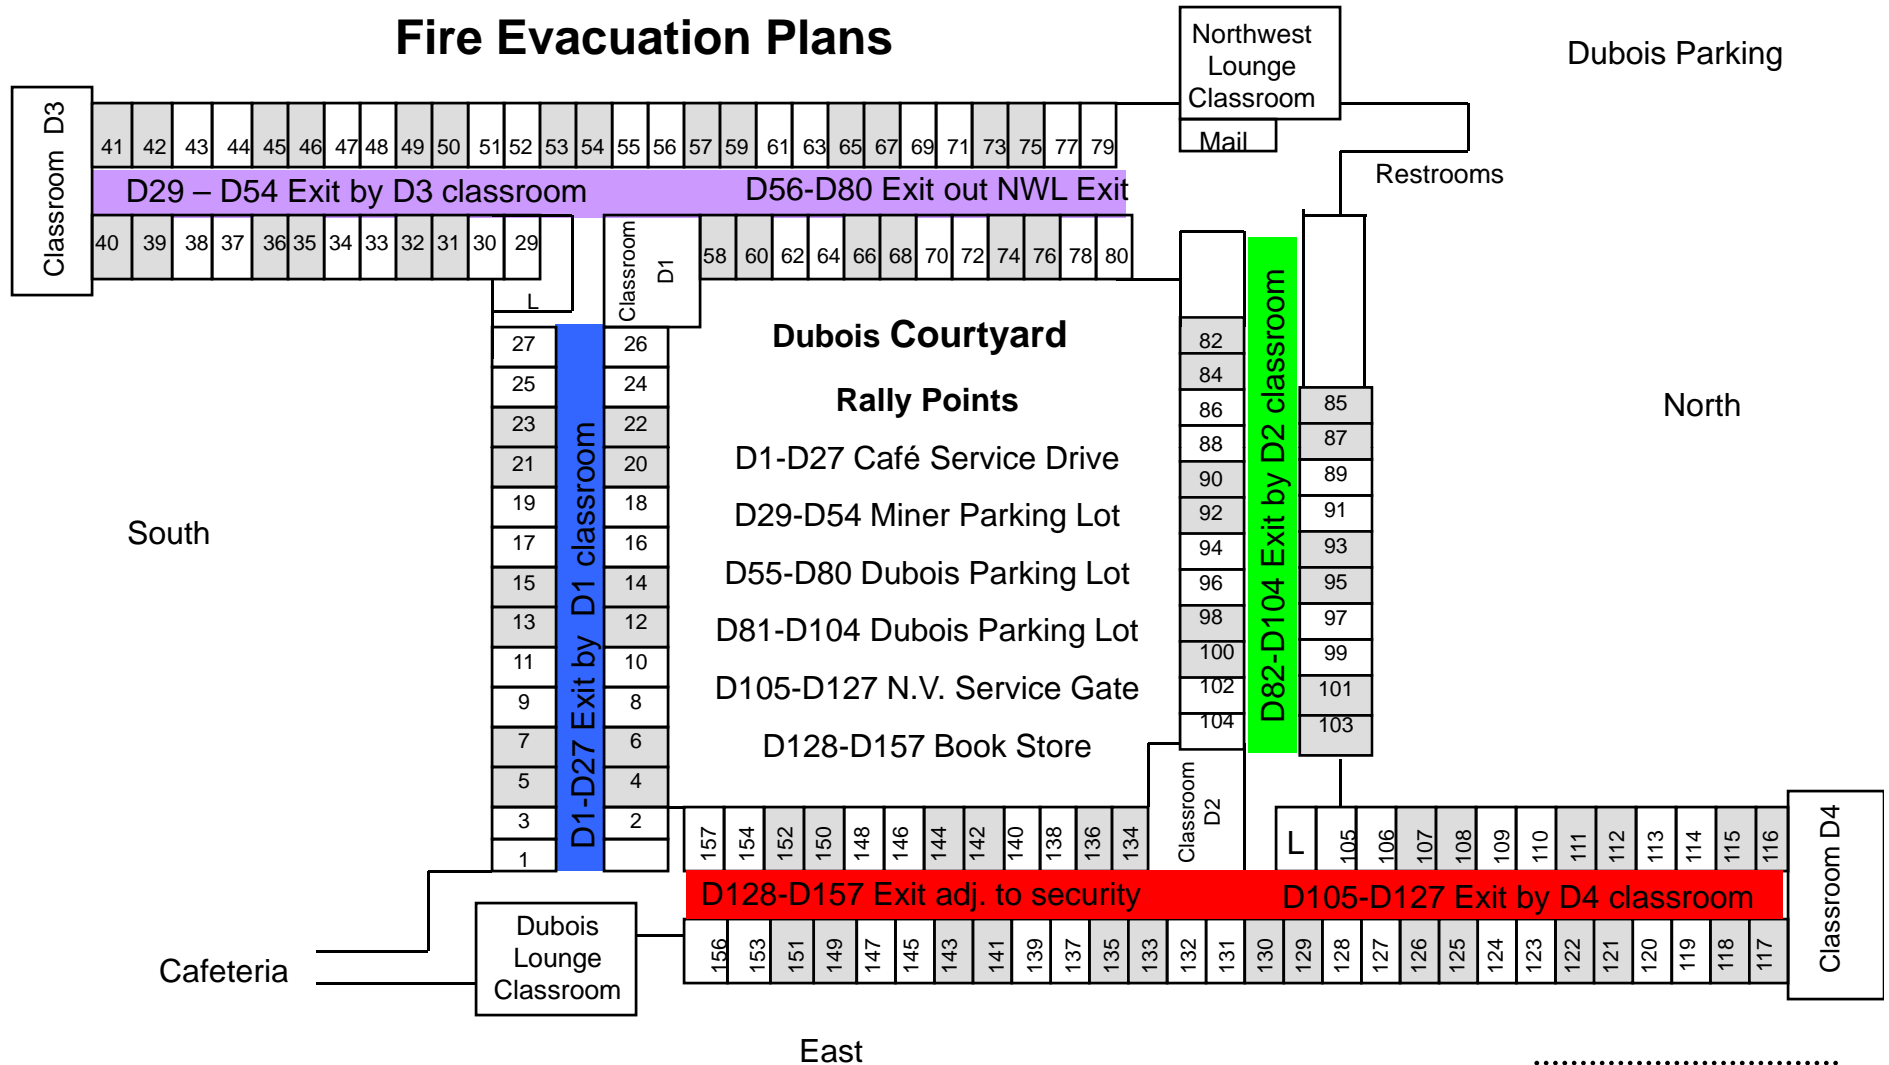 Fire Evacuation Plans
Northwest
Lounge
Classroom
Dubois Parking
Mail
Restrooms
Classroom D3
41 42 43 44 45 46 47 48 49 50 51 52 53 54 55 56 57 59 61 63 65 67 69 71 73 75 77 79
D29 – D54 Exit by D3 classroom
D56-D80 Exit out NWL Exit
40 39 38 37 36 35 34 33 32 31 30 29
Classroom
D1
58 60 62 64 66 68 70 72 74 76 78 80
L
27 26
25 24
23 22
21 20
19 18
17 16
15 14
13 12
11 10
9 8
7 6
5 4
3 2
1
D1-D27 Exit by D1 classroom
South
Dubois Courtyard
Rally Points
D1-D27 Café Service Drive
D29-D54 Miner Parking Lot
D55-D80 Dubois Parking Lot
D81-D104 Dubois Parking Lot
D105-D127 N.V. Service Gate
D128-D157 Book Store
82
84
86
88
90
92
94
96
98
100
102
104
D82-D104 Exit by D2 classroom
85
87
89
91
93
95
97
99
101
103
North
Classroom
D2
157 154 152 150 148 146 144 142 140 138 136 134
L 105 106 107 108 109 110 111 112 113 114 115 116
D128-D157 Exit adj. to security
D105-D127 Exit by D4 classroom
156 153 151 149 147 145 143 141 139 137 135 133 132 131 130 129 128 127 126 125 124 123 122 121 120 119 118 117
Classroom D4
Dubois
Lounge
Classroom
Cafeteria
East